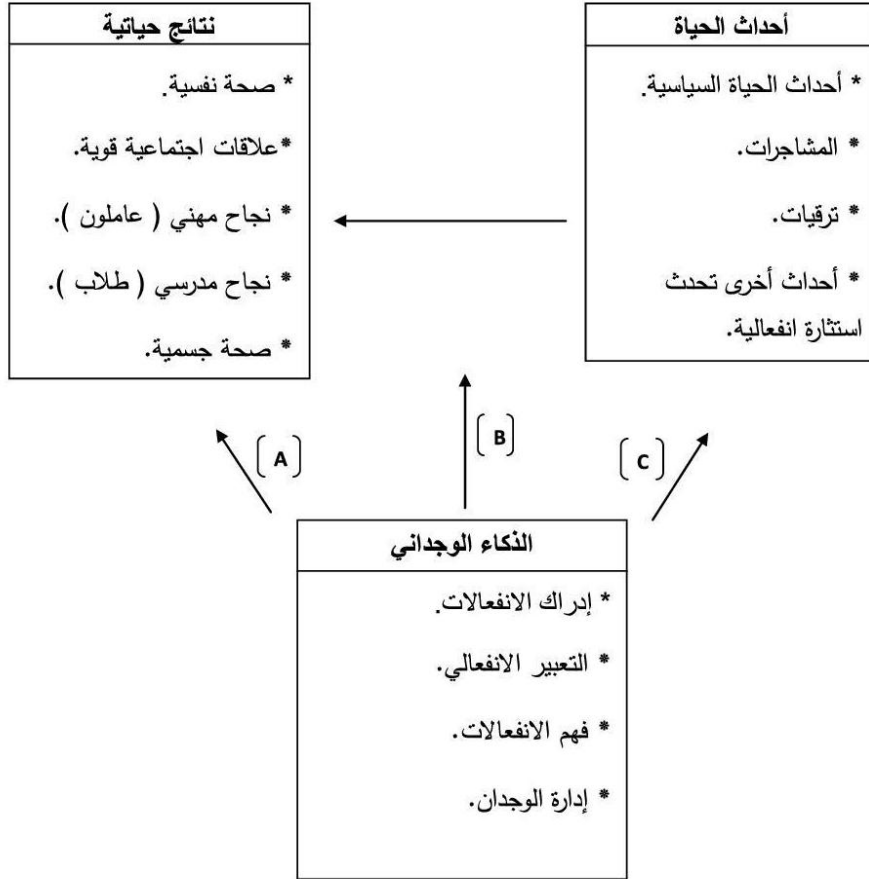 أحداث الحياة
* أحداث الحياة السياسية.
* المشاجرات.
* ترقيات.
* أحداث أخرى تحدث
استثارة انفعالية.
نتائج حياتية
* صحة نفسية.
*علاقات اجتماعية قوية.
* نجاح مهني ( عاملون ).
* نجاح مدرسي ( طلاب ).
* صحة جسمية.
[ C ]
[ B ]
[ A ]
الذكاء الوجداني
* إدراك الانفعالات.
* التعبير الانفعالي.
* فهم الانفعالات.
* إدارة الوجدان.